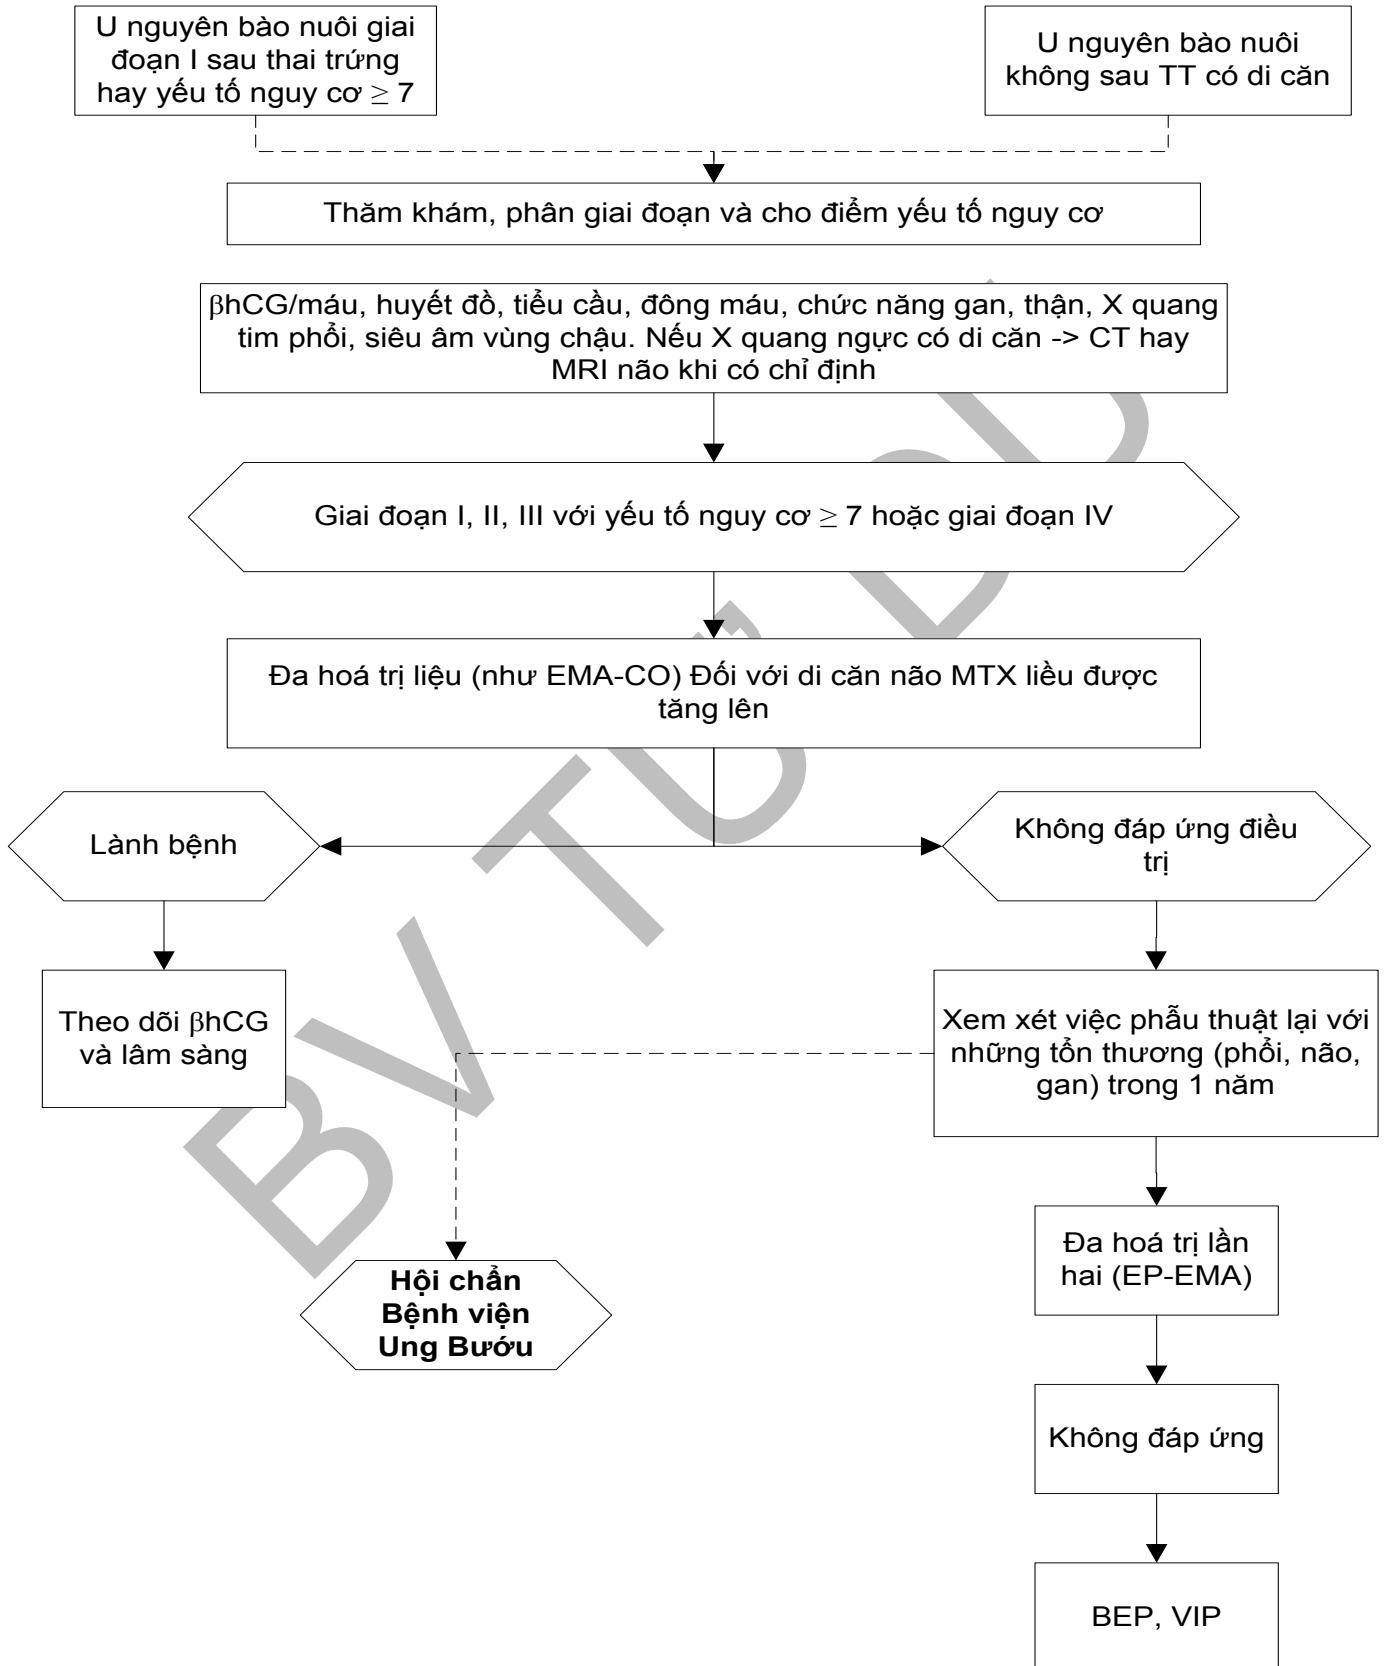 U nguyên bào nuôi giai
đoạn I sau thai trứng
hay yếu tố nguy cơ ≥ 7
U nguyên bào nuôi
không sau TT có di căn
Thăm khám, phân giai đoạn và cho điểm yếu tố nguy cơ
βhCG/máu, huyết đồ, tiểu cầu, đông máu, chức năng gan, thận, X quang
tim phổi, siêu âm vùng chậu. Nếu X quang ngực có di căn -> CT hay
MRI não khi có chỉ định
Giai đoạn I, II, III với yếu tố nguy cơ ≥ 7 hoặc giai đoạn IV
Đa hoá trị liệu (như EMA-CO) Đối với di căn não MTX liều được
tăng lên
Lành bệnh
Không đáp ứng điều
trị
Theo dõi βhCG
và lâm sàng
Xem xét việc phẫu thuật lại với
những tổn thương (phổi, não,
gan) trong 1 năm
Đa hoá trị lần
hai (EP-EMA)
Hội chẩn
Bệnh viện
Ung Bướu
Không đáp ứng
BEP, VIP
BV TỪ DŨ